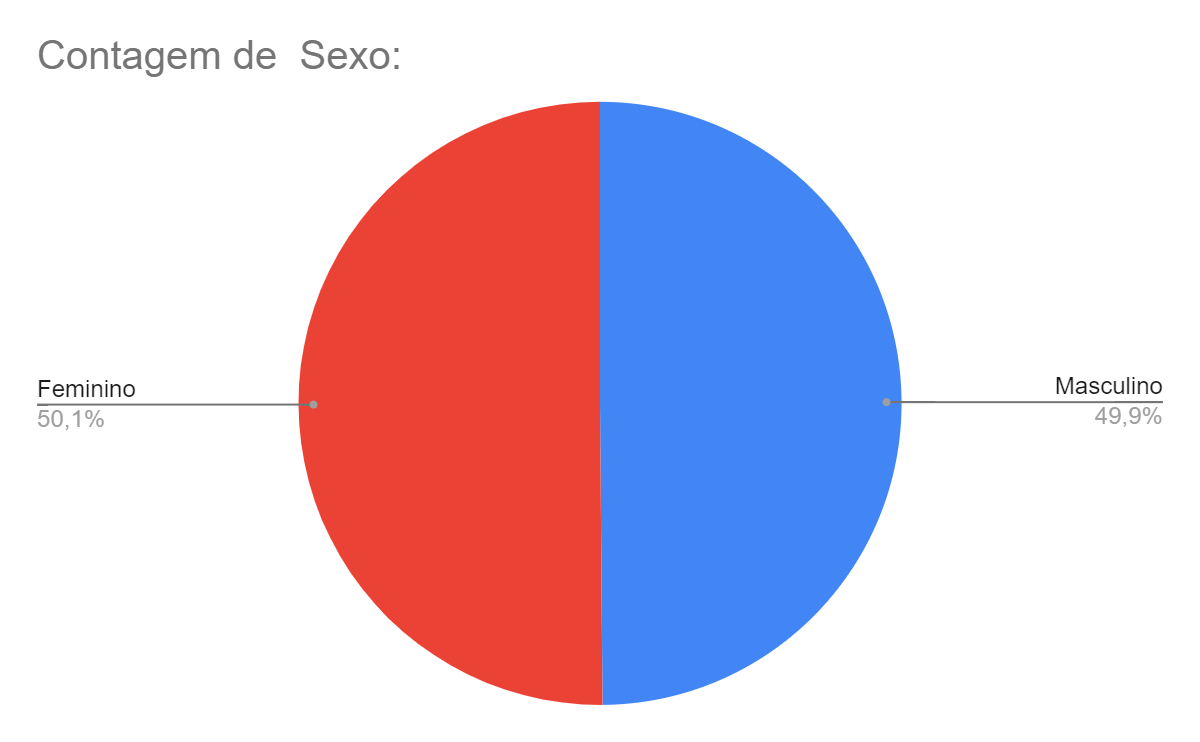 Contagem de  Sexo:
Feminino
50,1%
Masculino
49,9%